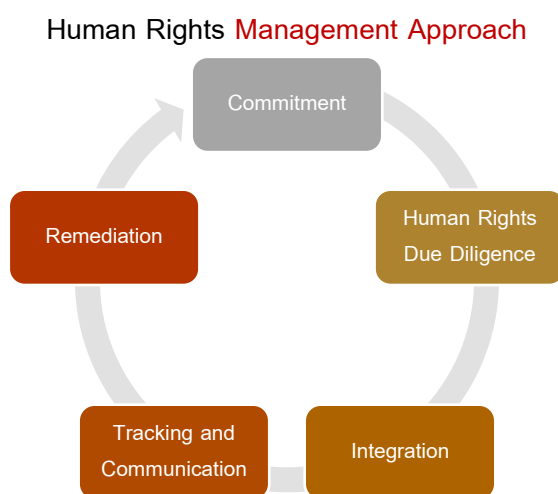 Human Rights Management Approach
Commitment
Human Rights
Due Diligence
Integration
Tracking and
Communication
Remediation